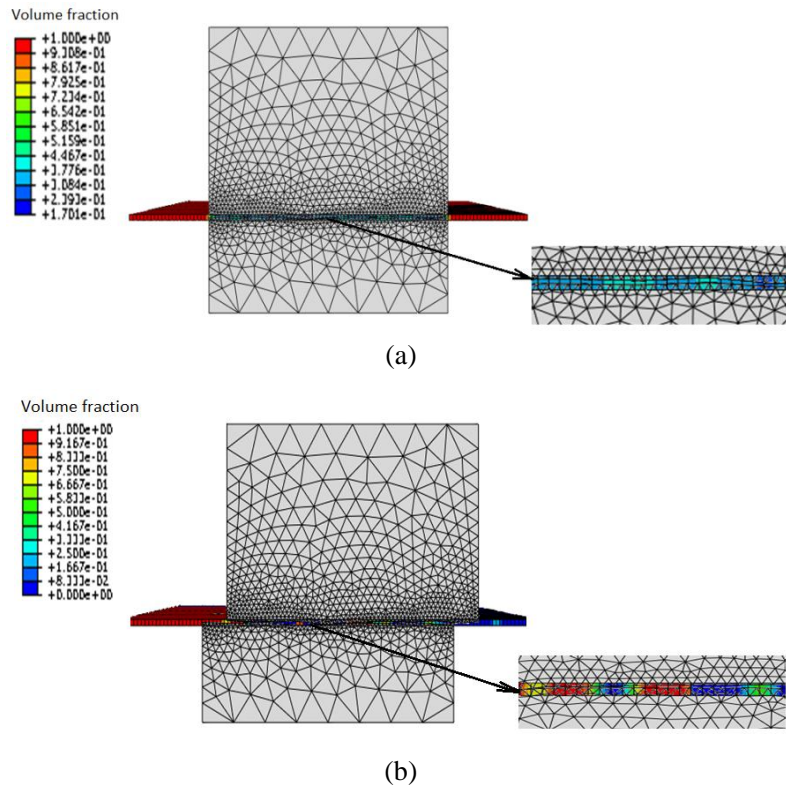 Volume fraction
+1.000e+00
+9.308e-01
+8.617e-01
+7.925e-01
+7.234e-01
+6.542e-01
+5.851e-01
+5.159e-01
+4.467e-01
+3.776e-01
+3.084e-01
+2.393e-01
+1.701e-01
(a)
Volume fraction
+1.000e+00
+9.167e-01
+8.333e-01
+7.500e-01
+6.667e-01
+5.833e-01
+5.000e-01
+4.167e-01
+3.333e-01
+2.500e-01
+1.667e-01
+8.333e-02
+0.000e+00
(b)